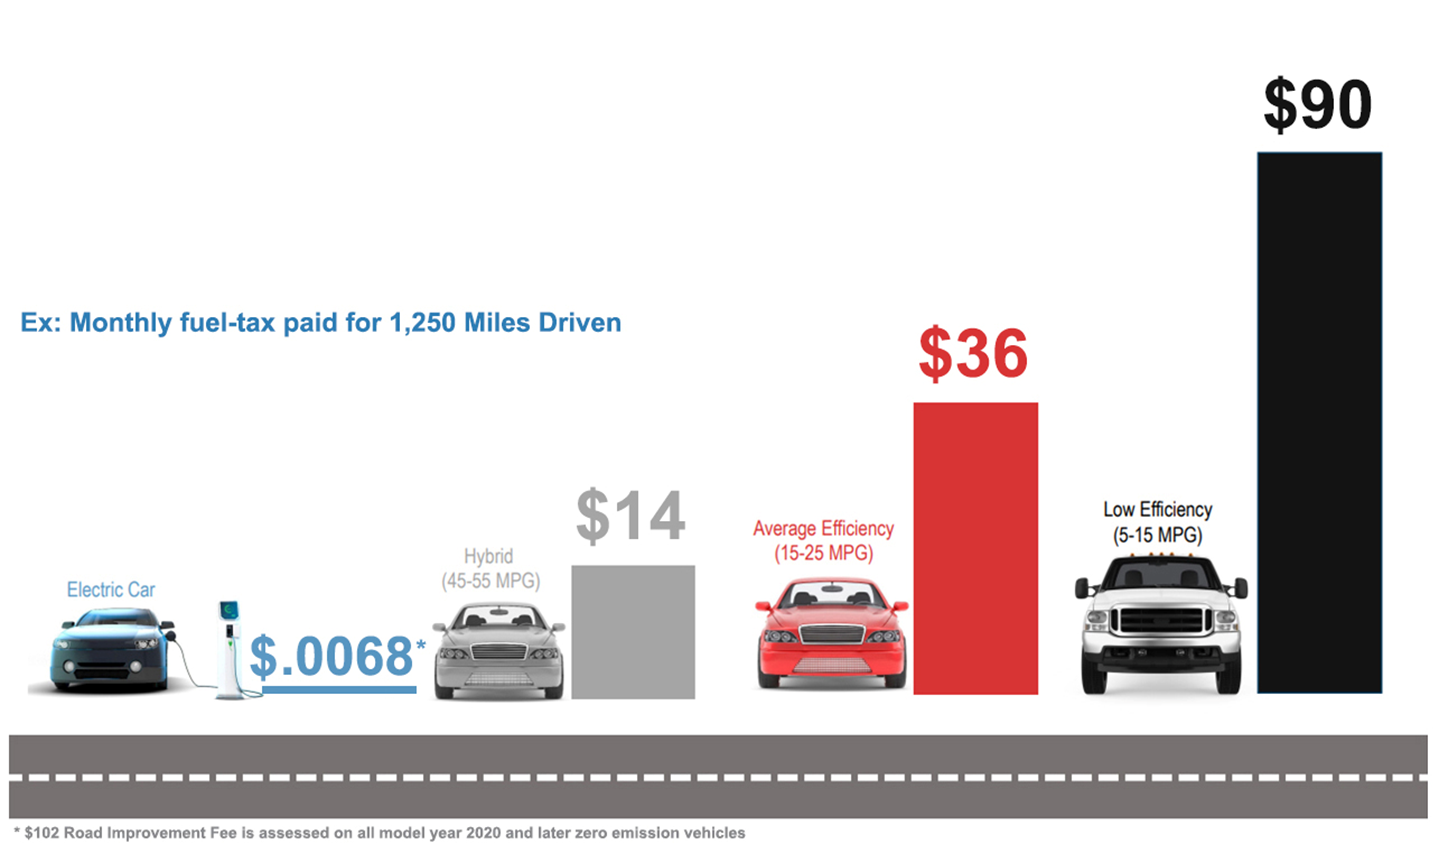 $90
Ex: Monthly fuel-tax paid for 1,250 Miles Driven
$36
$14
Low Efficiency
(5-15 MPG)
Average Efficiency
(15-25 MPG)
Hybrid
(45-55 MPG)
Electric Car
$.0068*
* $102 Road Improvement Fee is assessed on all model year 2020 and later zero emission vehicles